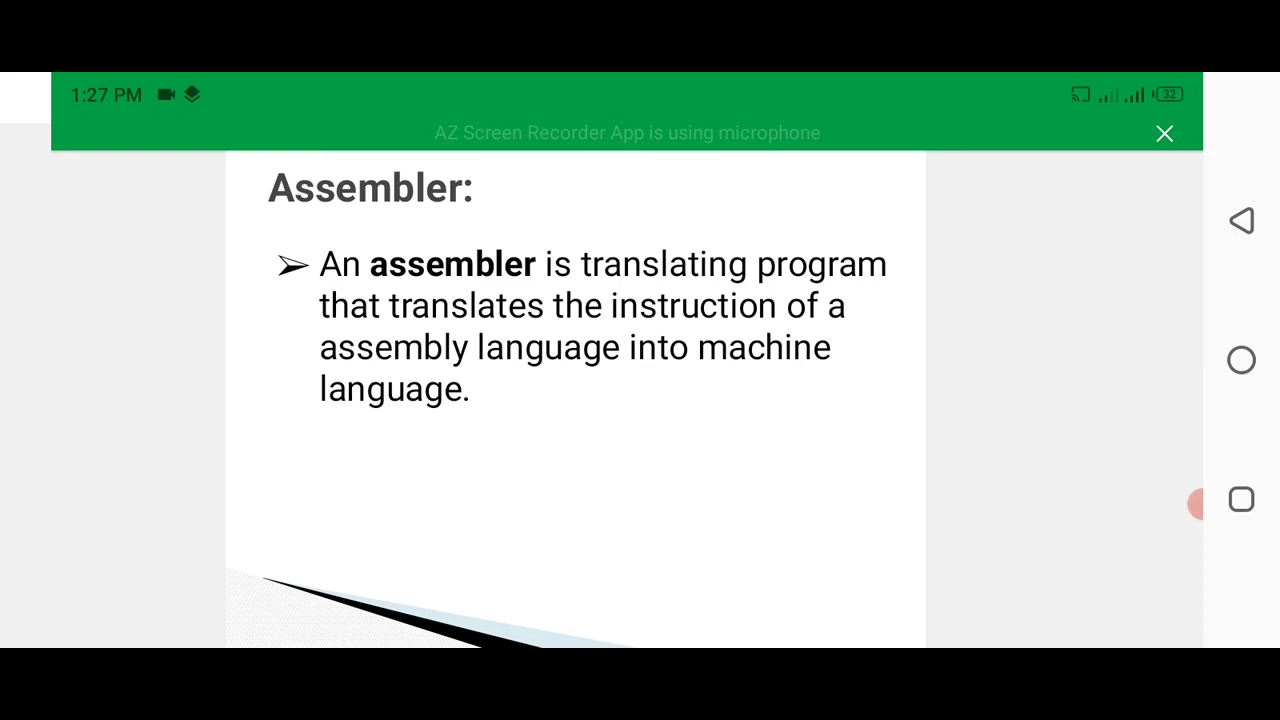 1:27 PM
32
AZ Screen Recorder App is using microphone
Assembler:
➢ An assembler is translating program
that translates the instruction of a
assembly language into machine
language.